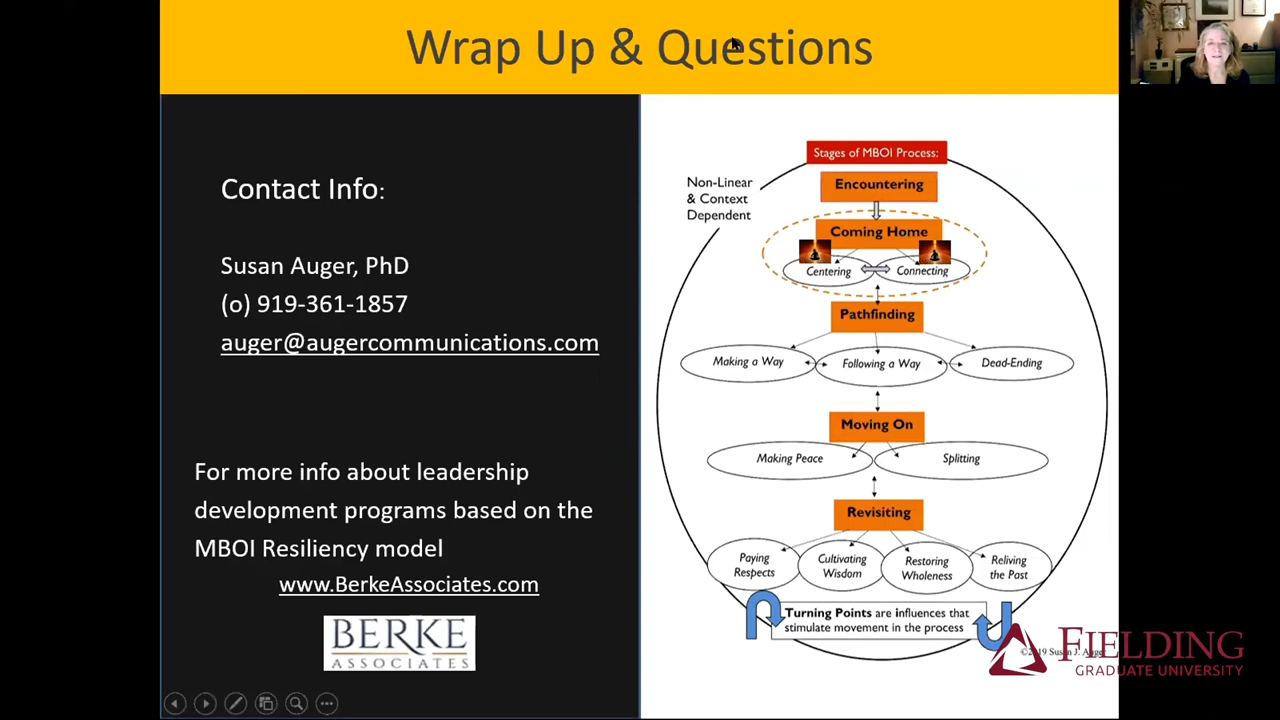 Wrap Up & Questions
Contact Info:
Susan Auger, PhD
(o) 919-361-1857
auger@augercommunications.com
For more info about leadership
development programs based on the
MBOI Resiliency model
www.BerkeAssociates.com
BERKE
ASSOCIATES
Stages of MBOI Process:
Non-Linear
& Context
Dependent
Encountering
Coming Home
Centering
Connecting
Pathfinding
Making a Way
Following a Way
Dead-Ending
Moving On
Making Peace
Splitting
Revisiting
Paying
Respects
Cultivating
Wisdom
Restoring
Wholeness
Reliving
the Past
Turning Points are influences that
stimulate movement in the process
©2019 Susan J. Auger
FIELDING
GRADUATE UNIVERSITY